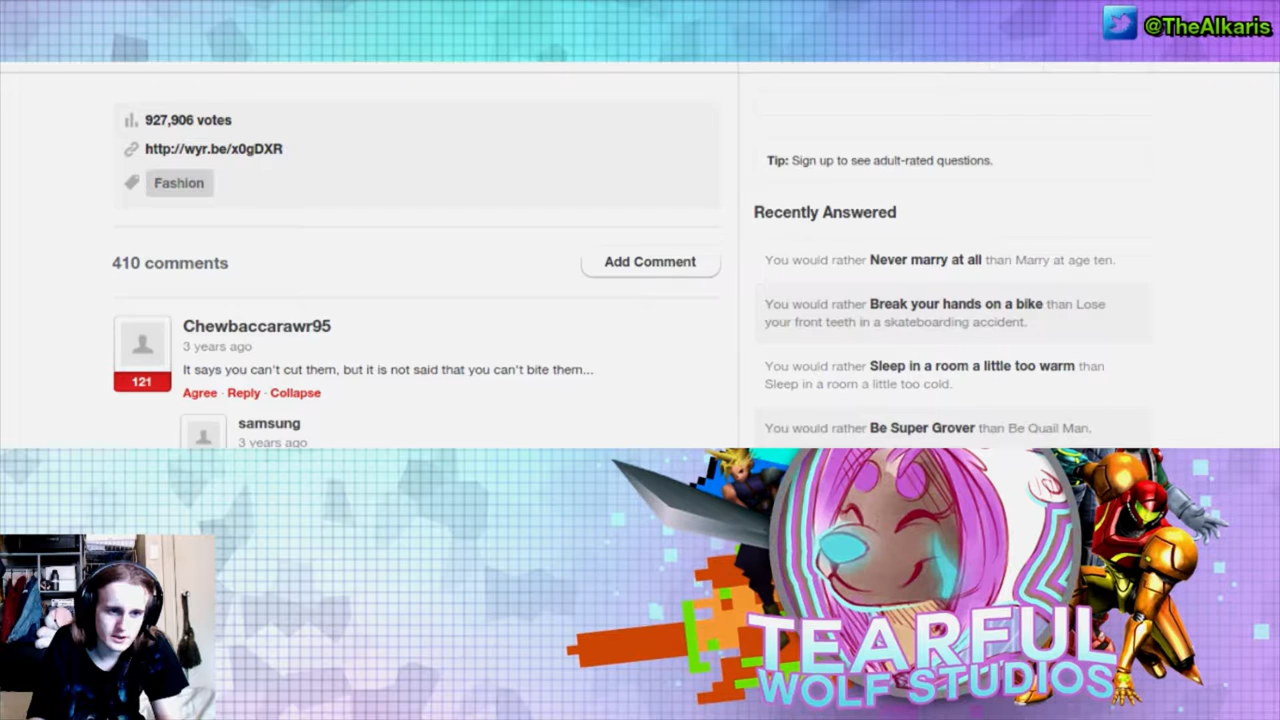 @TheAlkaris
927,906 votes
http://wyr.be/x0gDXR
Fashion
410 comments
Add Comment
Chewbaccarawr95
3 years ago
121
It says you can't cut them, but it is not said that you can't bite them...
Agree · Reply · Collapse
samsung
3 years ago
Tip: Sign up to see adult-rated questions.
Recently Answered
You would rather Never marry at all than Marry at age ten.
You would rather Break your hands on a bike than Lose
your front teeth in a skateboarding accident.
You would rather Sleep in a room a little too warm than
Sleep in a room a little too cold.
You would rather Be Super Grover than Be Quail Man.
TEARFUL
WOLF STUDIOS